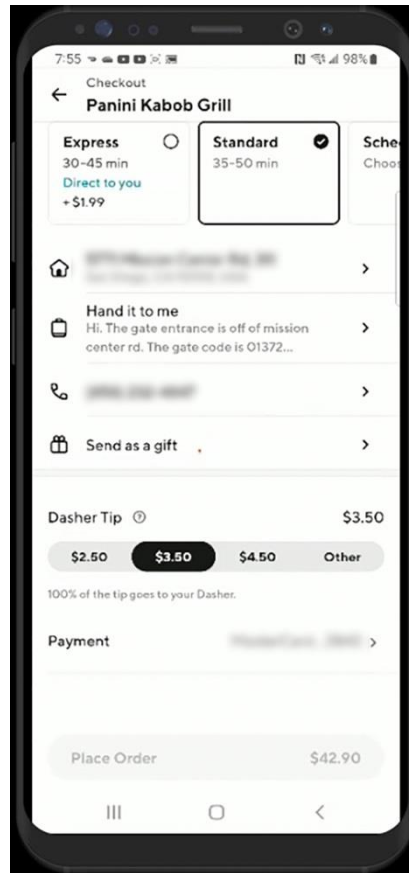 7:55
98%
Checkout
Panini Kabob Grill
Express
30-45 min
Direct to you
+ $1.99
Standard
35-50 min
Sche
Choos
Hand it to me
Hi. The gate entrance is off of mission
center rd. The gate code is 01372...
Send as a gift
Dasher Tip
$3.50
$2.50 $3.50 $4.50 Other
100% of the tip goes to your Dasher.
Payment
Place Order $42.90